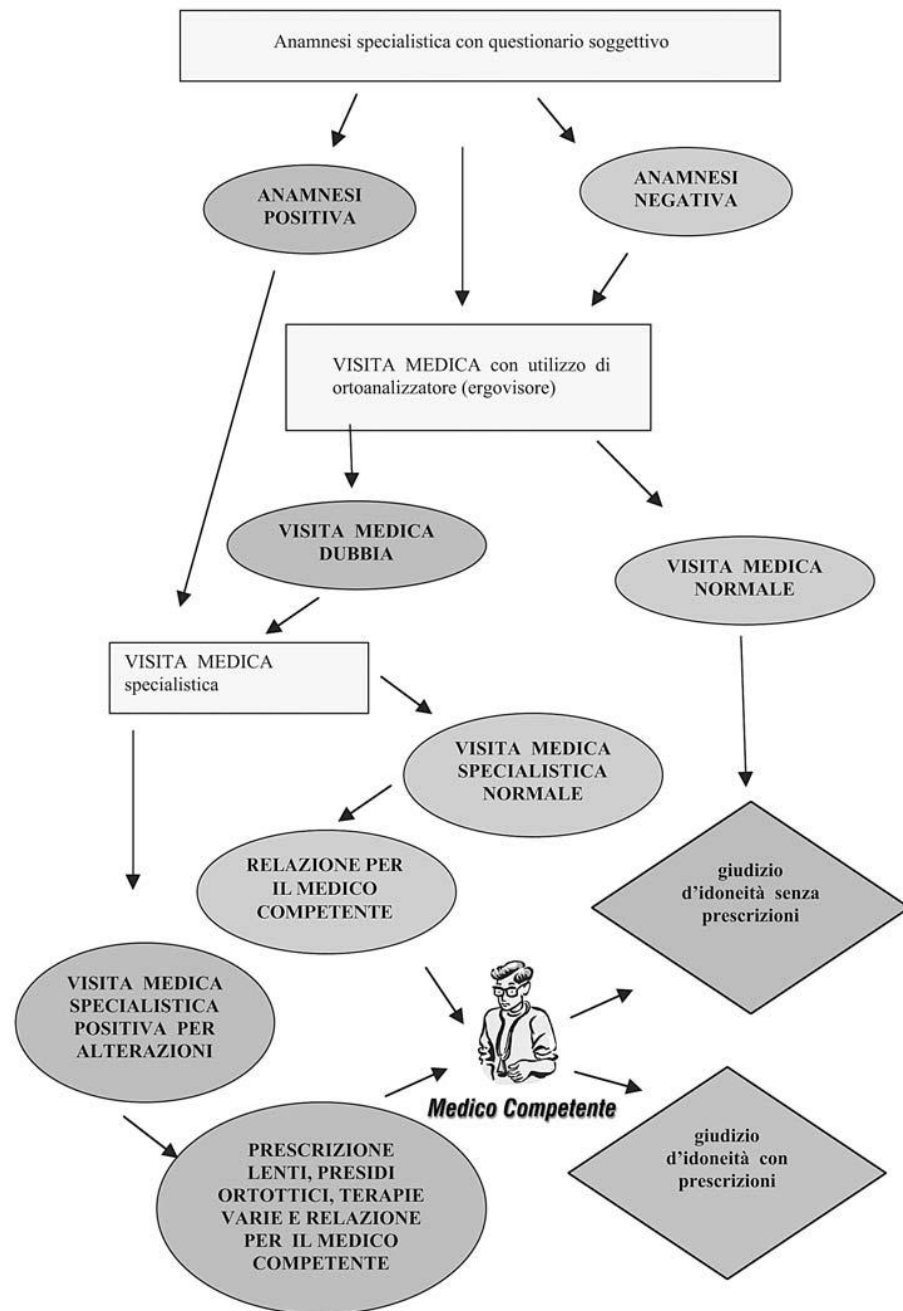 Anamnesi specialistica con questionario soggettivo
ANAMNESI
POSITIVA
ANAMNESI
NEGATIVA
VISITA MEDICA con utilizzo di
ortoanalizzatore (ergovisore)
VISITA MEDICA
DUBBIA
VISITA MEDICA
NORMALE
VISITA MEDICA
specialistica
VISITA MEDICA
SPECIALISTICA
NORMALE
RELAZIONE PER
IL MEDICO
COMPETENTE
giudizio
d'idoneità senza
prescrizioni
VISITA MEDICA
SPECIALISTICA
POSITIVA PER
ALTERAZIONI
Medico Competente
PRESCRIZIONE
LENTI, PRESIDI
ORTOTTICI, TERAPIE
VARIE E RELAZIONE
PER IL MEDICO
COMPETENTE
giudizio
d'idoneità con
prescrizioni